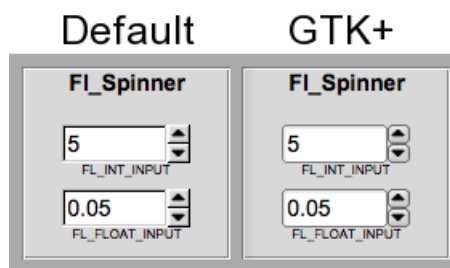 Default GTK+
Fl_Spinner Fl_Spinner
5 5
FL_INT_INPUT FL_INT_INPUT
0.05 0.05
FL_FLOAT_INPUT FL_FLOAT_INPUT